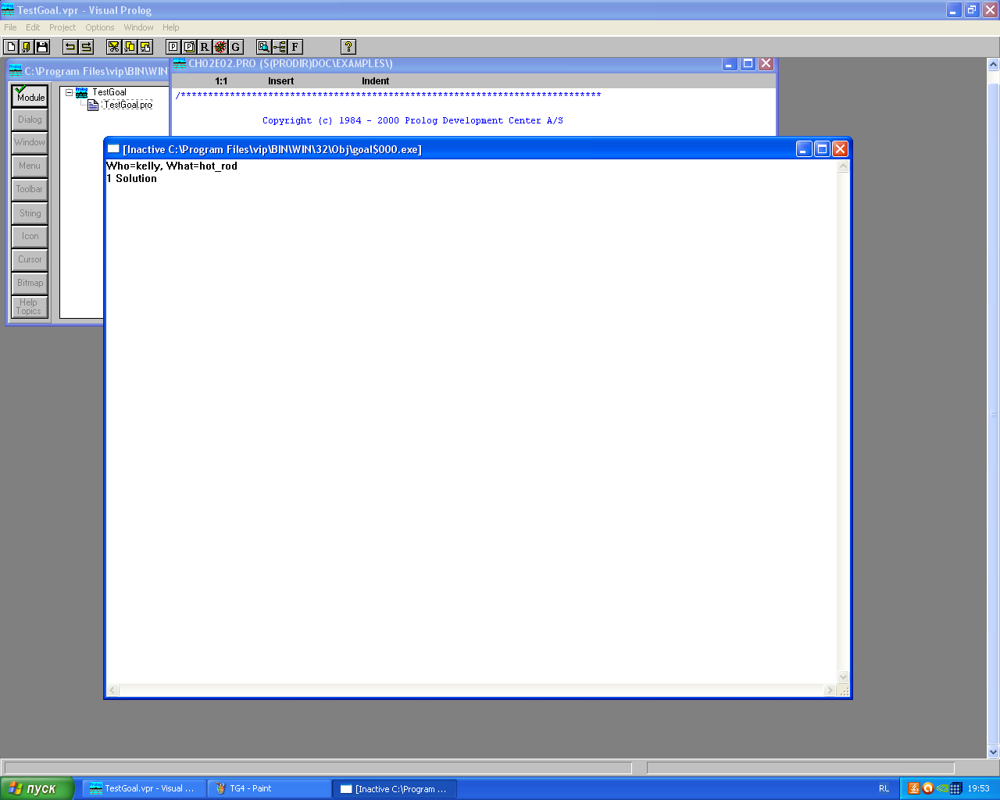 TestGoal.vpr - Visual Prolog
File Edit Project Options Window Help
P P R G F ?
C:\Program Files\vip\BIN\WIN
CH02E02.PRO ($(PRODIR)DOC\EXAMPLES\)
1:1 Insert Indent
Module
Dialog
Window
Menu
Toolbar
String
Icon
Cursor
Bitmap
Help
Topics
TestGoal
TestGoal.pro
/*****************************************************************************
Copyright (c) 1984 - 2000 Prolog Development Center A/S
[Inactive C:\Program Files\vip\BIN\WIN\32\Obj\goal$000.exe]
Who=kelly, What=hot_rod
1 Solution
пуск
TestGoal.vpr - Visual ...
TG4 - Paint
[Inactive C:\Program ...
RL
19:53